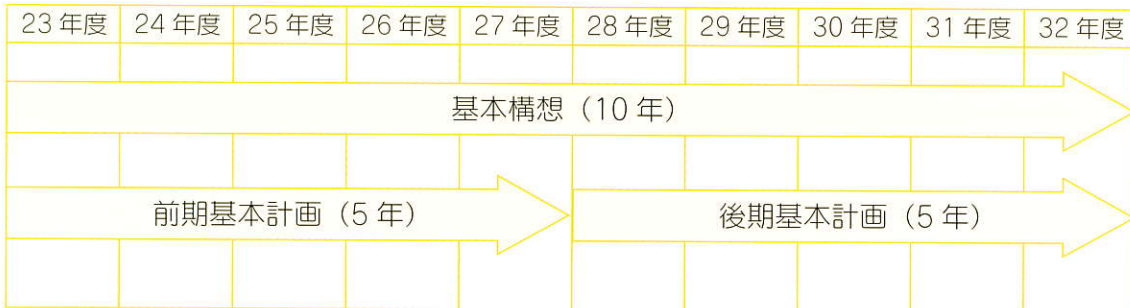 23 年度 24 年度 25 年度 26 年度 27 年度 28 年度 29 年度 30 年度 31 年度 32 年度
基本構想（10 年）
前期基本計画（5 年） 後期基本計画（5 年）